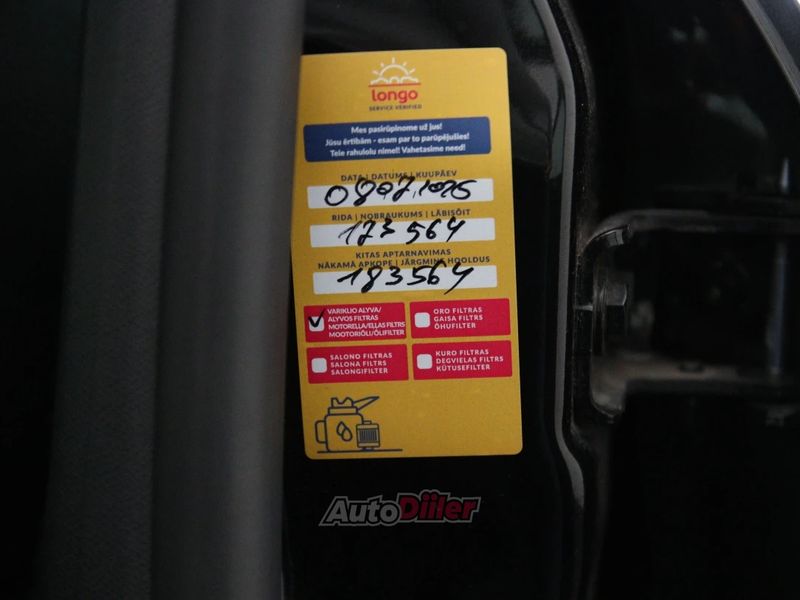 longo
SERVICE VERIFIED
Mes pasirūpinome už jus!
Jūsu ērtībām - esam par to parūpējušies!
Teie rahulolu nimel! Vahetasime need!
DATA | DATUMS | KUUPÄEV
RIDA | NOBRAUKUMS | LÄBISÕIT
173 564
KITAS APTARNAVIMAS
NĀKAMĀ APKOPE | JÄRGMINE HOOLDUS
183564
VARIKLIO ALYVA/
ALYVOS FILTRAS
MOTOREĻĻA/EĻĻAS FILTRS
MOOTORIÕLI/ÕLIFILTER
ORO FILTRAS
GAISA FILTRS
ÕHUFILTER
SALONO FILTRAS
SALONA FILTRS
SALONGIFILTER
KURO FILTRAS
DEGVIELAS FILTRS
KÜTUSEFILTER
AutoDiiler